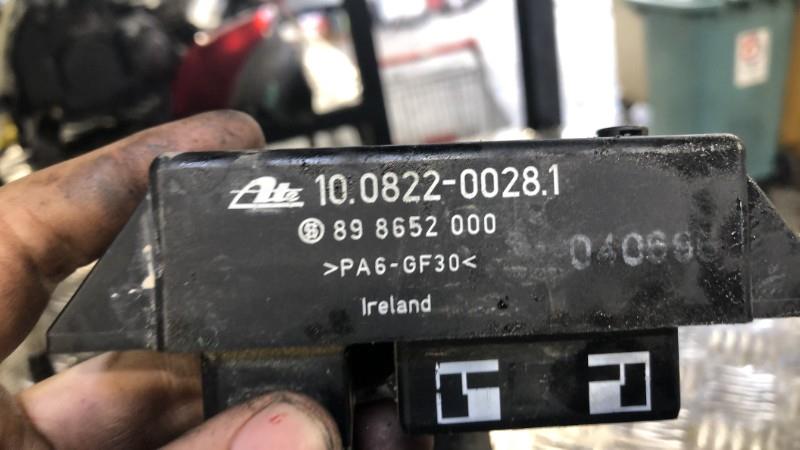 Ate 10.0822-0028.1
89 8652 000
>PA6-GF30<
Ireland